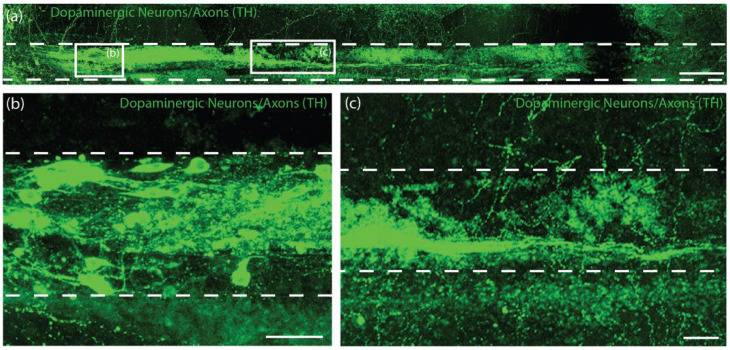 (a) Dopaminergic Neurons/Axons (TH)
(b)
(c)
(b) Dopaminergic Neurons/Axons (TH)
(c) Dopaminergic Neurons/Axons (TH)